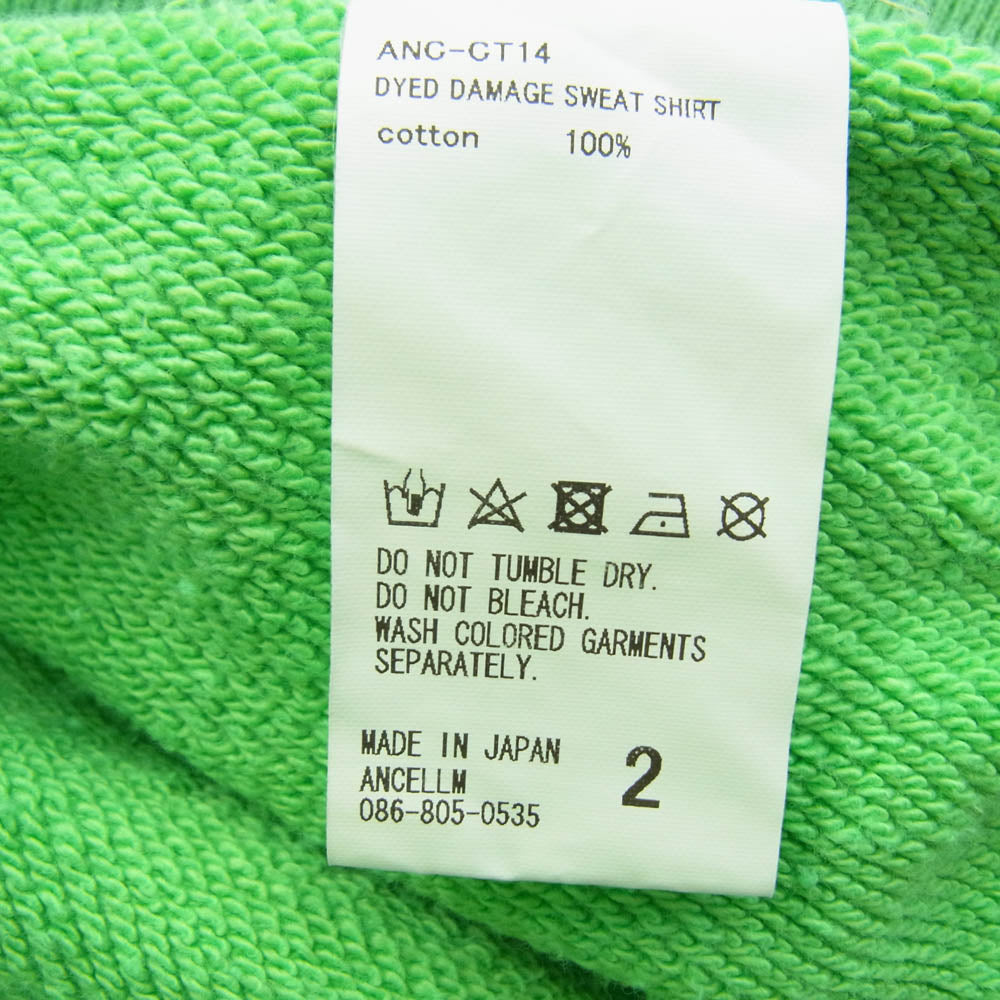 ANC-CT14
DYED DAMAGE SWEAT SHIRT
cotton 100%
DO NOT TUMBLE DRY.
DO NOT BLEACH.
WASH COLORED GARMENTS
SEPARATELY.
MADE IN JAPAN
ANCELLM
086-805-0535
2